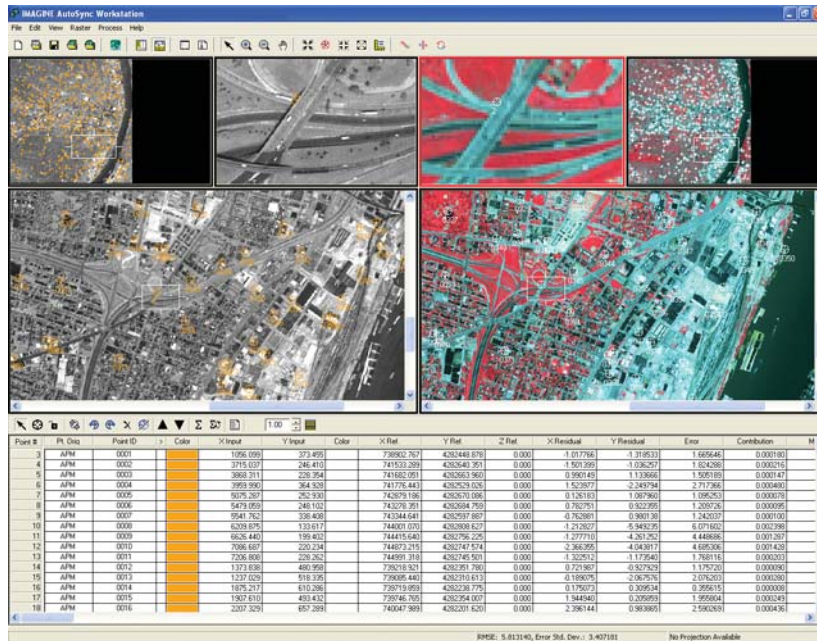 IMAGINE AutoSync Workstation
File Edit View Raster Process Help
1.00
Point # Pt. Orig Point ID > Color X Input Y Input Color X Ref. Y Ref. Z Ref. X Residual Y Residual Error Contribution M
3 APM 0001 1056.099 373.495 738902.767 4282448.878 0.000 -1.017766 -1.318533 1.665646 0.000180
4 APM 0002 3715.037 246.410 741533.289 4282640.351 0.000 -1.501399 -1.036257 1.824288 0.000216
5 APM 0003 3868.311 228.354 741682.051 4282663.960 0.000 0.990149 1.133666 1.505189 0.000147
6 APM 0004 3959.990 364.928 741776.443 4282529.026 0.000 1.523977 -2.249794 2.717366 0.000480
7 APM 0005 5075.287 252.930 742879.186 4282670.086 0.000 0.126183 1.087960 1.095253 0.000078
8 APM 0006 5479.059 248.102 743278.351 4282684.759 0.000 0.782751 0.922355 1.209726 0.000095
9 APM 0007 5541.762 338.408 743344.641 4282597.887 0.000 -0.762881 0.980138 1.242037 0.000100
10 APM 0008 6209.875 133.617 744001.070 4282808.627 0.000 -1.212827 -5.949235 6.071602 0.002398
11 APM 0009 6626.440 199.402 744415.640 4282756.225 0.000 -1.277710 -4.261252 4.448686 0.001287
12 APM 0010 7086.687 220.234 744873.215 4282747.574 0.000 -2.366355 -4.043817 4.685306 0.001428
13 APM 0011 7206.808 228.262 744991.318 4282745.501 0.000 -1.322512 -1.173540 1.768116 0.000203
14 APM 0012 1373.838 480.958 739218.921 4282351.780 0.000 0.721987 -0.927929 1.175720 0.000090
15 APM 0013 1237.029 518.335 739085.440 4282310.613 0.000 0.189075 -2.067576 2.076203 0.000280
16 APM 0014 1875.217 610.286 739719.859 4282238.775 0.000 0.175073 0.309534 0.355615 0.000008
17 APM 0015 1907.610 493.432 739746.765 4282354.007 0.000 1.944940 0.205859 1.955804 0.000249
18 APM 0016 2207.329 657.289 740047.989 4282201.620 0.000 2.396144 0.983865 2.590269 0.000436
RMSE: 5.813140, Error Std. Dev.: 3.407181 No Projection Available